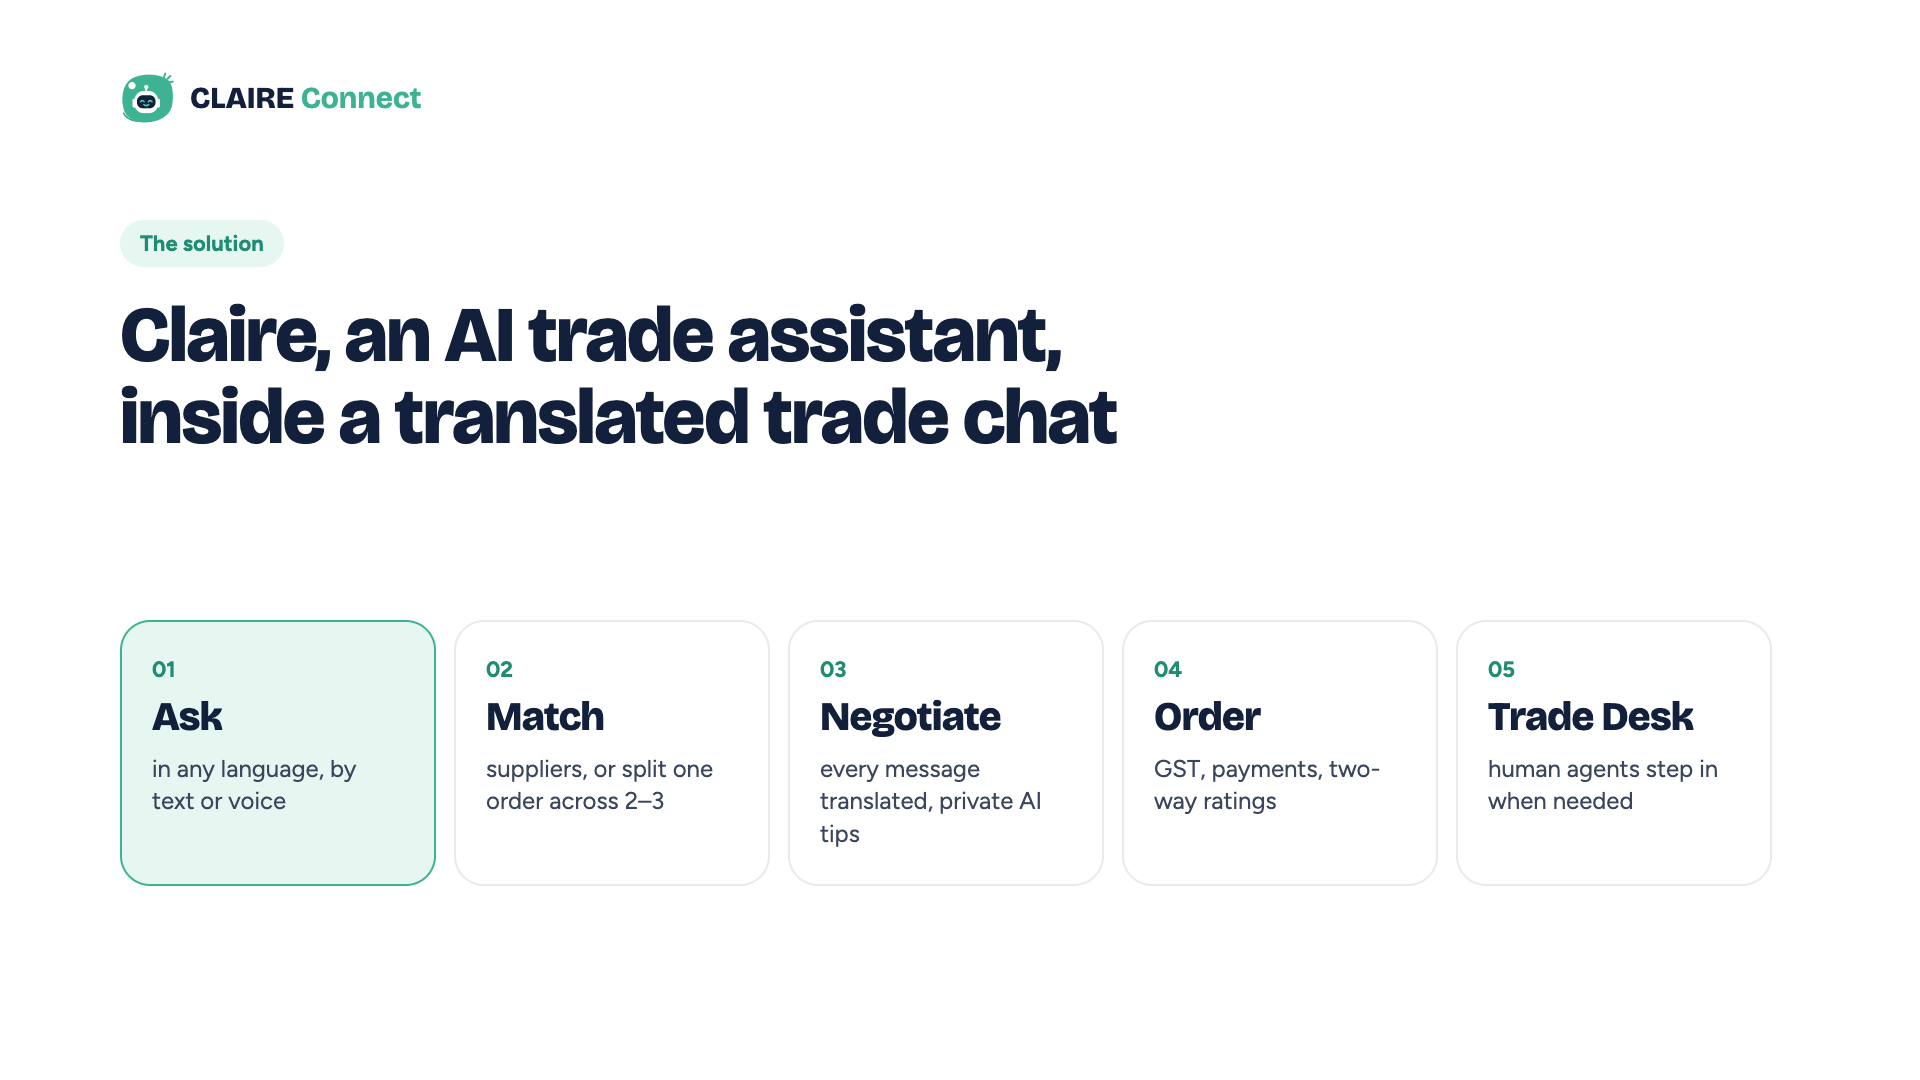 CLAIRE Connect
The solution
Claire, an AI trade assistant,
inside a translated trade chat
01
Ask
in any language, by
text or voice
02
Match
suppliers, or split one
order across 2–3
03
Negotiate
every message
translated, private AI
tips
04
Order
GST, payments, two-
way ratings
05
Trade Desk
human agents step in
when needed